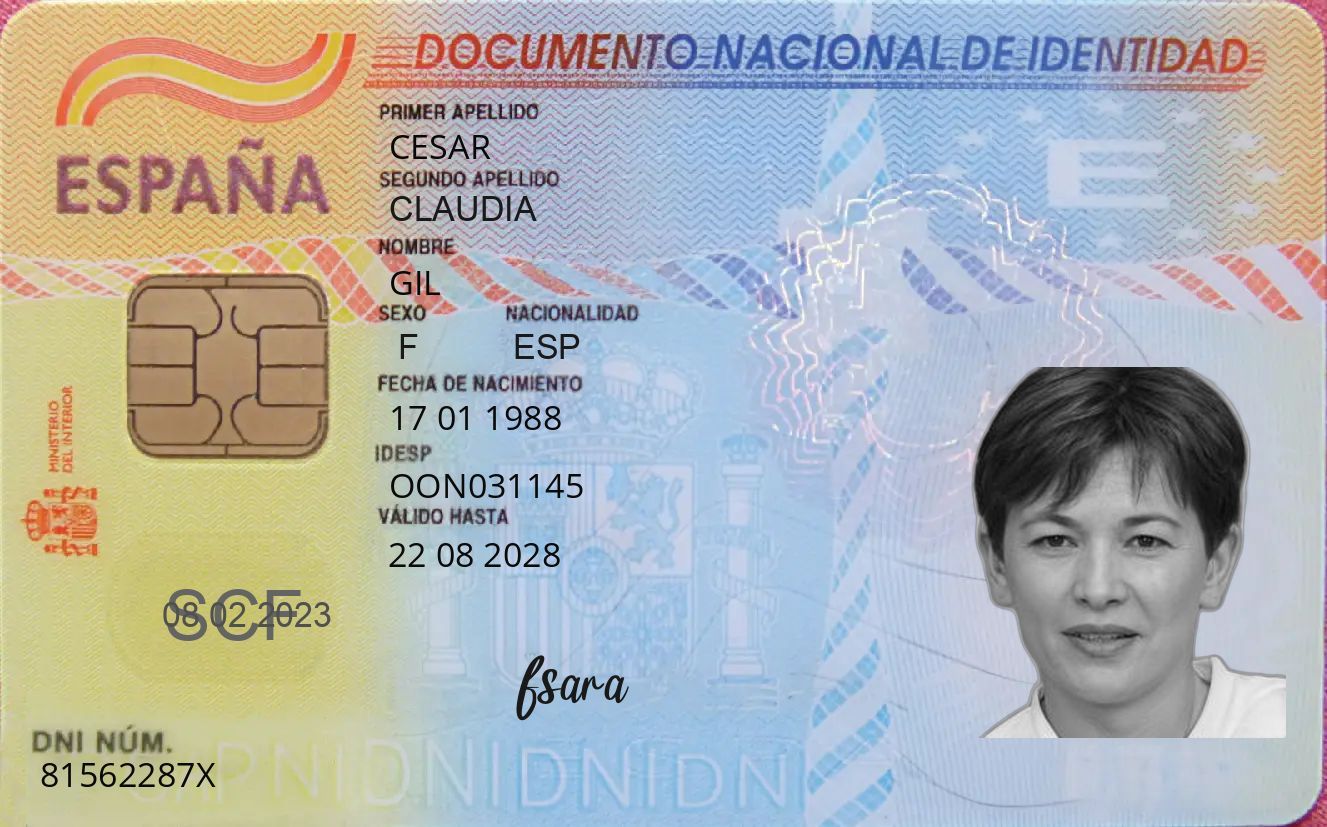 DOCUMENTO NACIONAL DE IDENTIDAD
ESPAÑA
PRIMER APELLIDO
CESAR
SEGUNDO APELLIDO
CLAUDIA
NOMBRE
GIL
SEXO NACIONALIDAD
F ESP
FECHA DE NACIMIENTO
17 01 1988
IDESP
OON031145
VÁLIDO HASTA
22 08 2028
MINISTERIO
DEL INTERIOR
E
SCF
08 02 2023
fsara
DNI NÚM.
81562287X
DNIDNIDNIDN